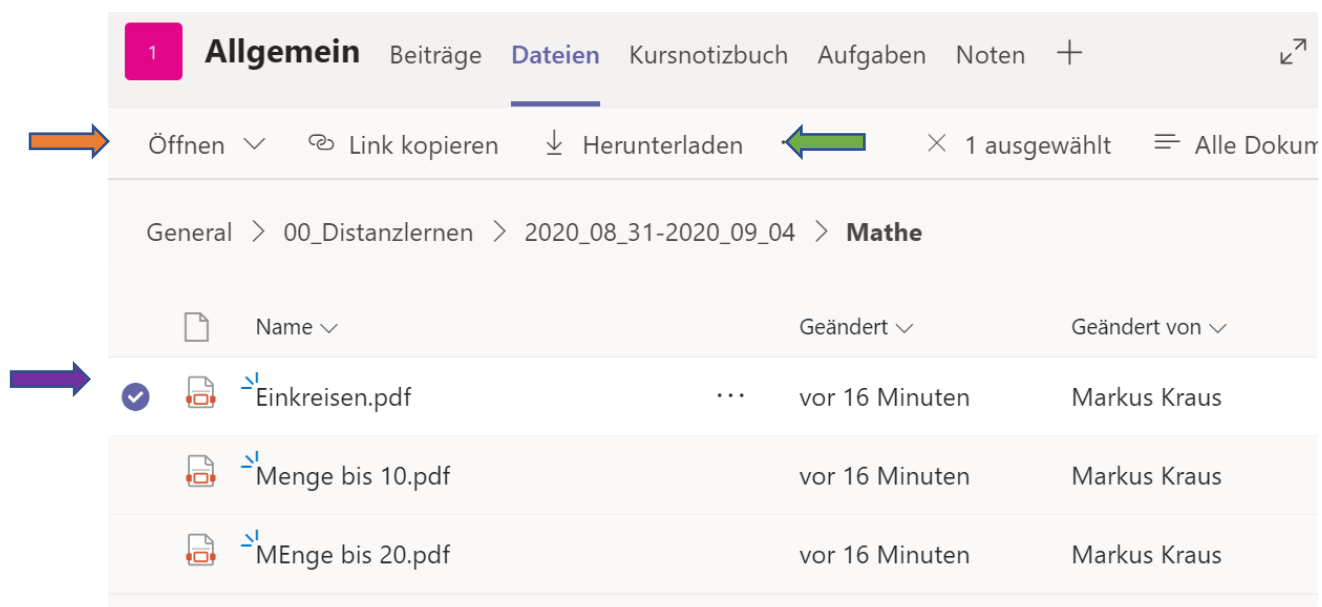 1 Allgemein Beiträge Dateien Kursnotizbuch Aufgaben Noten +
Öffnen Link kopieren Herunterladen 1 ausgewählt Alle Dokum
General > 00_Distanzlernen > 2020_08_31-2020_09_04 > Mathe
Name Geändert Geändert von
Einkreisen.pdf ... vor 16 Minuten Markus Kraus
Menge bis 10.pdf vor 16 Minuten Markus Kraus
MEnge bis 20.pdf vor 16 Minuten Markus Kraus